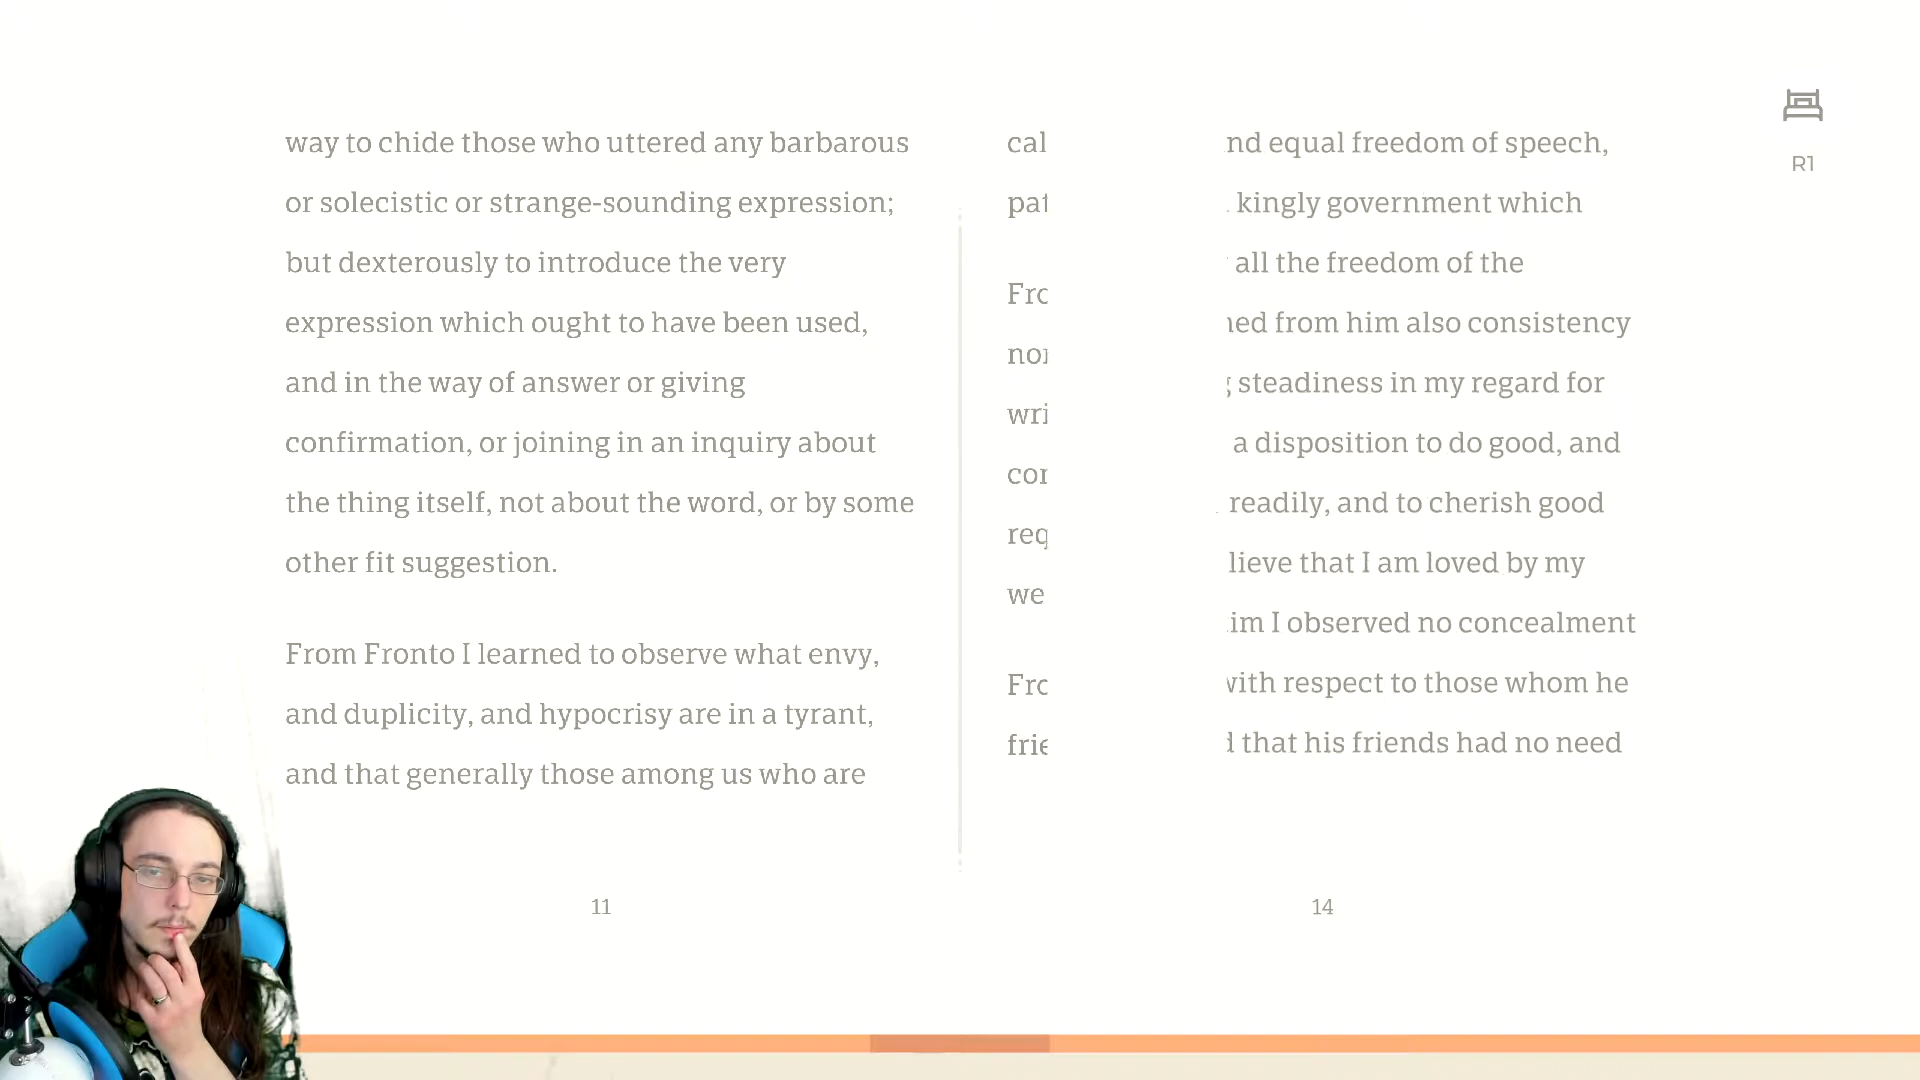 way to chide those who uttered any barbarous
or solecistic or strange-sounding expression;
but dexterously to introduce the very
expression which ought to have been used,
and in the way of answer or giving
confirmation, or joining in an inquiry about
the thing itself, not about the word, or by some
other fit suggestion.
From Fronto I learned to observe what envy,
and duplicity, and hypocrisy are in a tyrant,
and that generally those among us who are
11
equal freedom of speech,
kingly government which
all the freedom of the
from him also consistency
steadiness in my regard for
a disposition to do good, and
readily, and to cherish good
that I am loved by my
I observed no concealment
respect to those whom he
that his friends had no need
14
R1